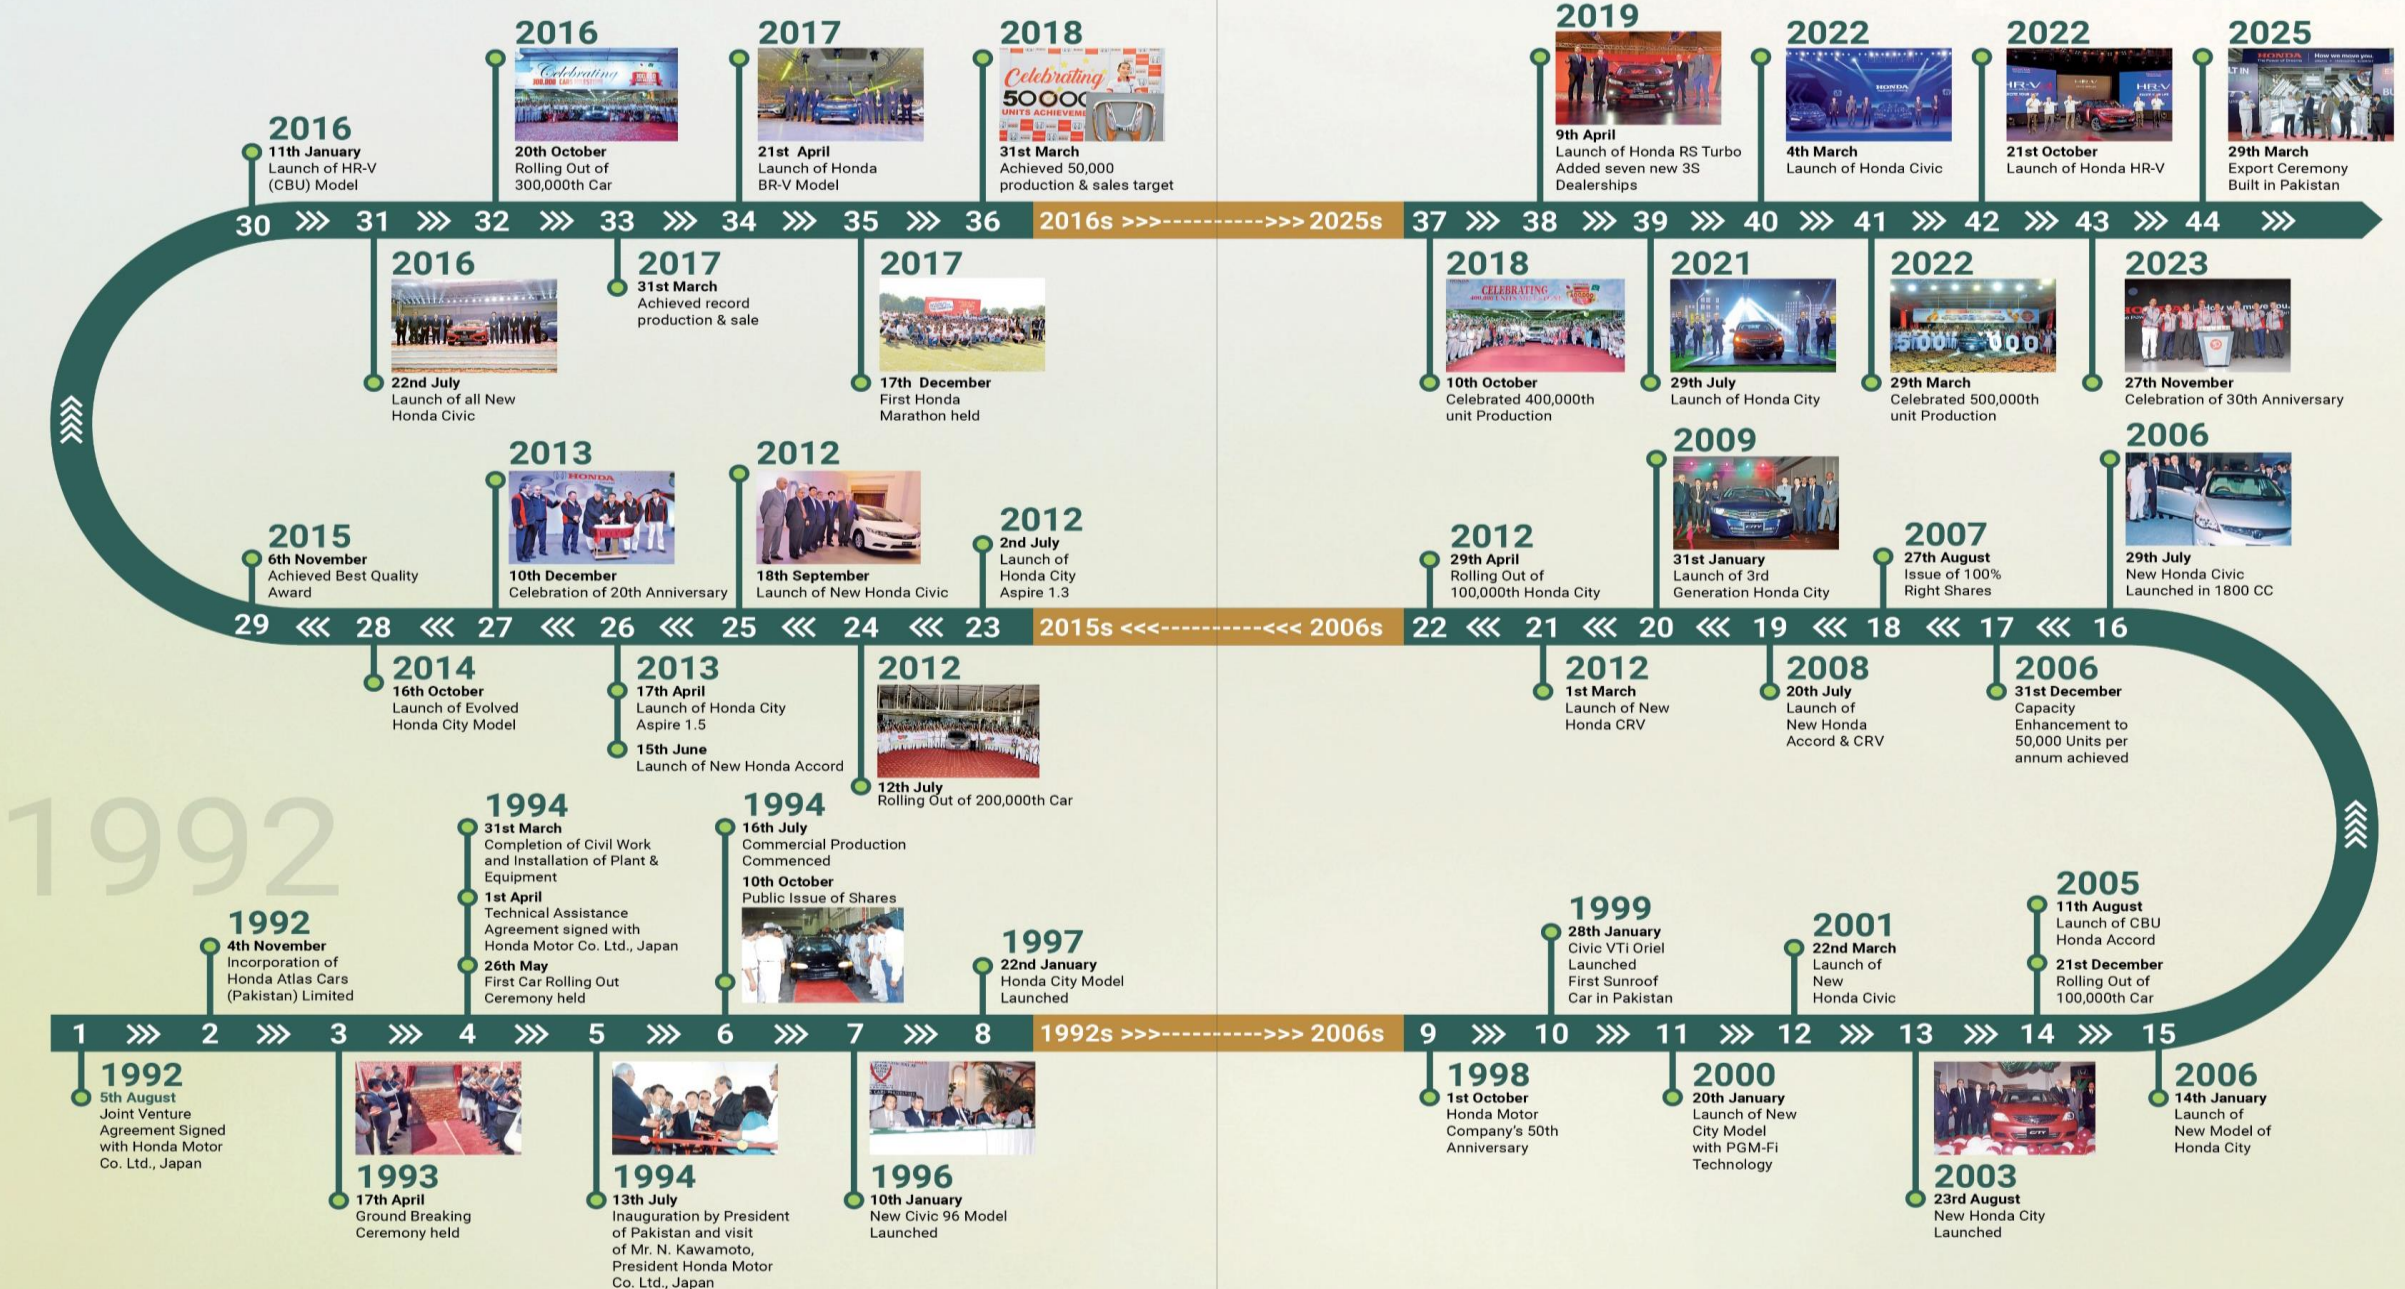 1992
1
1992
5th August
Joint Venture
Agreement Signed
with Honda Motor
Co. Ltd., Japan
2
1992
4th November
Incorporation of
Honda Atlas Cars
(Pakistan) Limited
3
1993
17th April
Ground Breaking
Ceremony held
4
1994
31st March
Completion of Civil Work
and Installation of Plant &
Equipment
1st April
Technical Assistance
Agreement signed with
Honda Motor Co. Ltd., Japan
26th May
First Car Rolling Out
Ceremony held
5
1994
13th July
Inauguration by President
of Pakistan and visit
of Mr. N. Kawamoto,
President Honda Motor
Co. Ltd., Japan
6
1994
16th July
Commercial Production
Commenced
10th October
Public Issue of Shares
7
1996
10th January
New Civic 96 Model
Launched
8
1997
22nd January
Honda City Model
Launched
1992s >>>---------->>> 2006s
9
1998
1st October
Honda Motor
Company's 50th
Anniversary
10
1999
28th January
Civic VTi Oriel
Launched
First Sunroof
Car in Pakistan
11
2000
20th January
Launch of New
City Model
with PGM-Fi
Technology
12
2001
22nd March
Launch of
New
Honda Civic
13
CITY
2003
23rd August
New Honda City
Launched
14
2005
11th August
Launch of CBU
Honda Accord
21st December
Rolling Out of
100,000th Car
15
2006
14th January
Launch of
New Model of
Honda City
16
2006
29th July
New Honda Civic
Launched in 1800 CC
17
2006
31st December
Capacity
Enhancement to
50,000 Units per
annum achieved
18
2007
27th August
Issue of 100%
Right Shares
19
2008
20th July
Launch of
New Honda
Accord & CRV
20
2009
CITY
31st January
Launch of 3rd
Generation Honda City
21
2012
1st March
Launch of New
Honda CRV
22
2012
29th April
Rolling Out of
100,000th Honda City
2015s <<<----------<<< 2006s
23
2012
2nd July
Launch of
Honda City
Aspire 1.3
24
2012
12th July
Rolling Out of 200,000th Car
25
2012
18th September
Launch of New Honda Civic
26
2013
17th April
Launch of Honda City
Aspire 1.5
15th June
Launch of New Honda Accord
27
2013
HONDA
10th December
Celebration of 20th Anniversary
28
2014
16th October
Launch of Evolved
Honda City Model
29
2015
6th November
Achieved Best Quality
Award
30
2016
11th January
Launch of HR-V
(CBU) Model
31
2016
22nd July
Launch of all New
Honda Civic
32
2016
Celebrating
20th October
Rolling Out of
300,000th Car
33
2017
31st March
Achieved record
production & sale
34
2017
21st April
Launch of Honda
BR-V Model
35
2017
17th December
First Honda
Marathon held
36
2018
Celebrating
5000
UNITS ACHIEVEME
31st March
Achieved 50,000
production & sales target
2016s >>>---------->>> 2025s
37
2018
CELEBRATING
10th October
Celebrated 400,000th
unit Production
38
2019
9th April
Launch of Honda RS Turbo
Added seven new 3S
Dealerships
39
2021
29th July
Launch of Honda City
40
2022
HONDA
4th March
Launch of Honda Civic
41
2022
29th March
Celebrated 500,000th
unit Production
42
2022
HR-V
HR-V
HR-V
21st October
Launch of Honda HR-V
43
2023
27th November
Celebration of 30th Anniversary
44
2025
HONDA
How we move you.
LT IN
29th March
Export Ceremony
Built in Pakistan